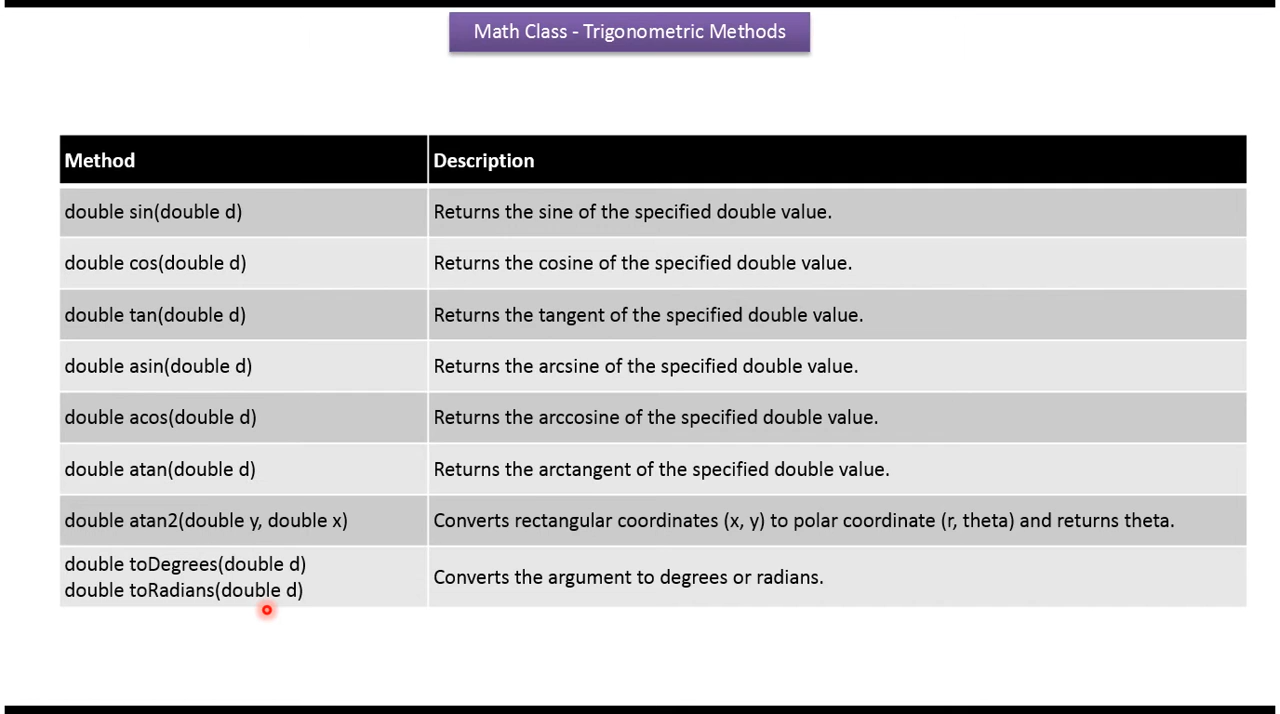 Math Class - Trigonometric Methods
Method Description
double sin(double d) Returns the sine of the specified double value.
double cos(double d) Returns the cosine of the specified double value.
double tan(double d) Returns the tangent of the specified double value.
double asin(double d) Returns the arcsine of the specified double value.
double acos(double d) Returns the arccosine of the specified double value.
double atan(double d) Returns the arctangent of the specified double value.
double atan2(double y, double x) Converts rectangular coordinates (x, y) to polar coordinate (r, theta) and returns theta.
double toDegrees(double d)
double toRadians(double d)
Converts the argument to degrees or radians.